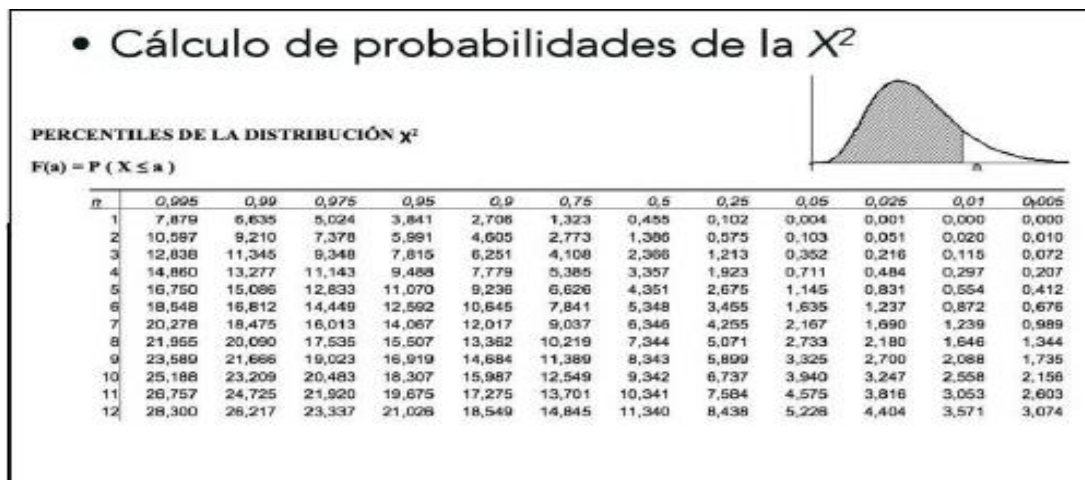 • Cálculo de probabilidades de la X²
PERCENTILES DE LA DISTRIBUCIÓN χ²
F(a) = P ( X ≤ a )
a
n 0,995 0,99 0,975 0,95 0,9 0,75 0,5 0,25 0,05 0,025 0,01 0,005
1 7,879 6,635 5,024 3,841 2,706 1,323 0,455 0,102 0,004 0,001 0,000 0,000
2 10,597 9,210 7,378 5,991 4,605 2,773 1,386 0,575 0,103 0,051 0,020 0,010
3 12,838 11,345 9,348 7,815 6,251 4,108 2,366 1,213 0,352 0,216 0,115 0,072
4 14,860 13,277 11,143 9,488 7,779 5,385 3,357 1,923 0,711 0,484 0,297 0,207
5 16,750 15,086 12,833 11,070 9,236 6,626 4,351 2,675 1,145 0,831 0,554 0,412
6 18,548 16,812 14,449 12,592 10,645 7,841 5,348 3,455 1,635 1,237 0,872 0,676
7 20,278 18,475 16,013 14,067 12,017 9,037 6,346 4,255 2,167 1,690 1,239 0,989
8 21,955 20,090 17,535 15,507 13,362 10,219 7,344 5,071 2,733 2,180 1,646 1,344
9 23,589 21,666 19,023 16,919 14,684 11,389 8,343 5,899 3,325 2,700 2,088 1,735
10 25,188 23,209 20,483 18,307 15,987 12,549 9,342 6,737 3,940 3,247 2,558 2,156
11 26,757 24,725 21,920 19,675 17,275 13,701 10,341 7,584 4,575 3,816 3,053 2,603
12 28,300 26,217 23,337 21,026 18,549 14,845 11,340 8,438 5,226 4,404 3,571 3,074